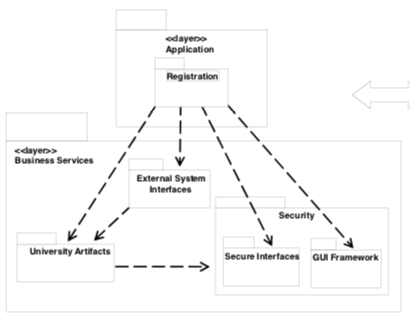 <<layer>>
Application
Registration
<<layer>>
Business Services
External System
Interfaces
Security
University Artifacts
Secure Interfaces
GUI Framework